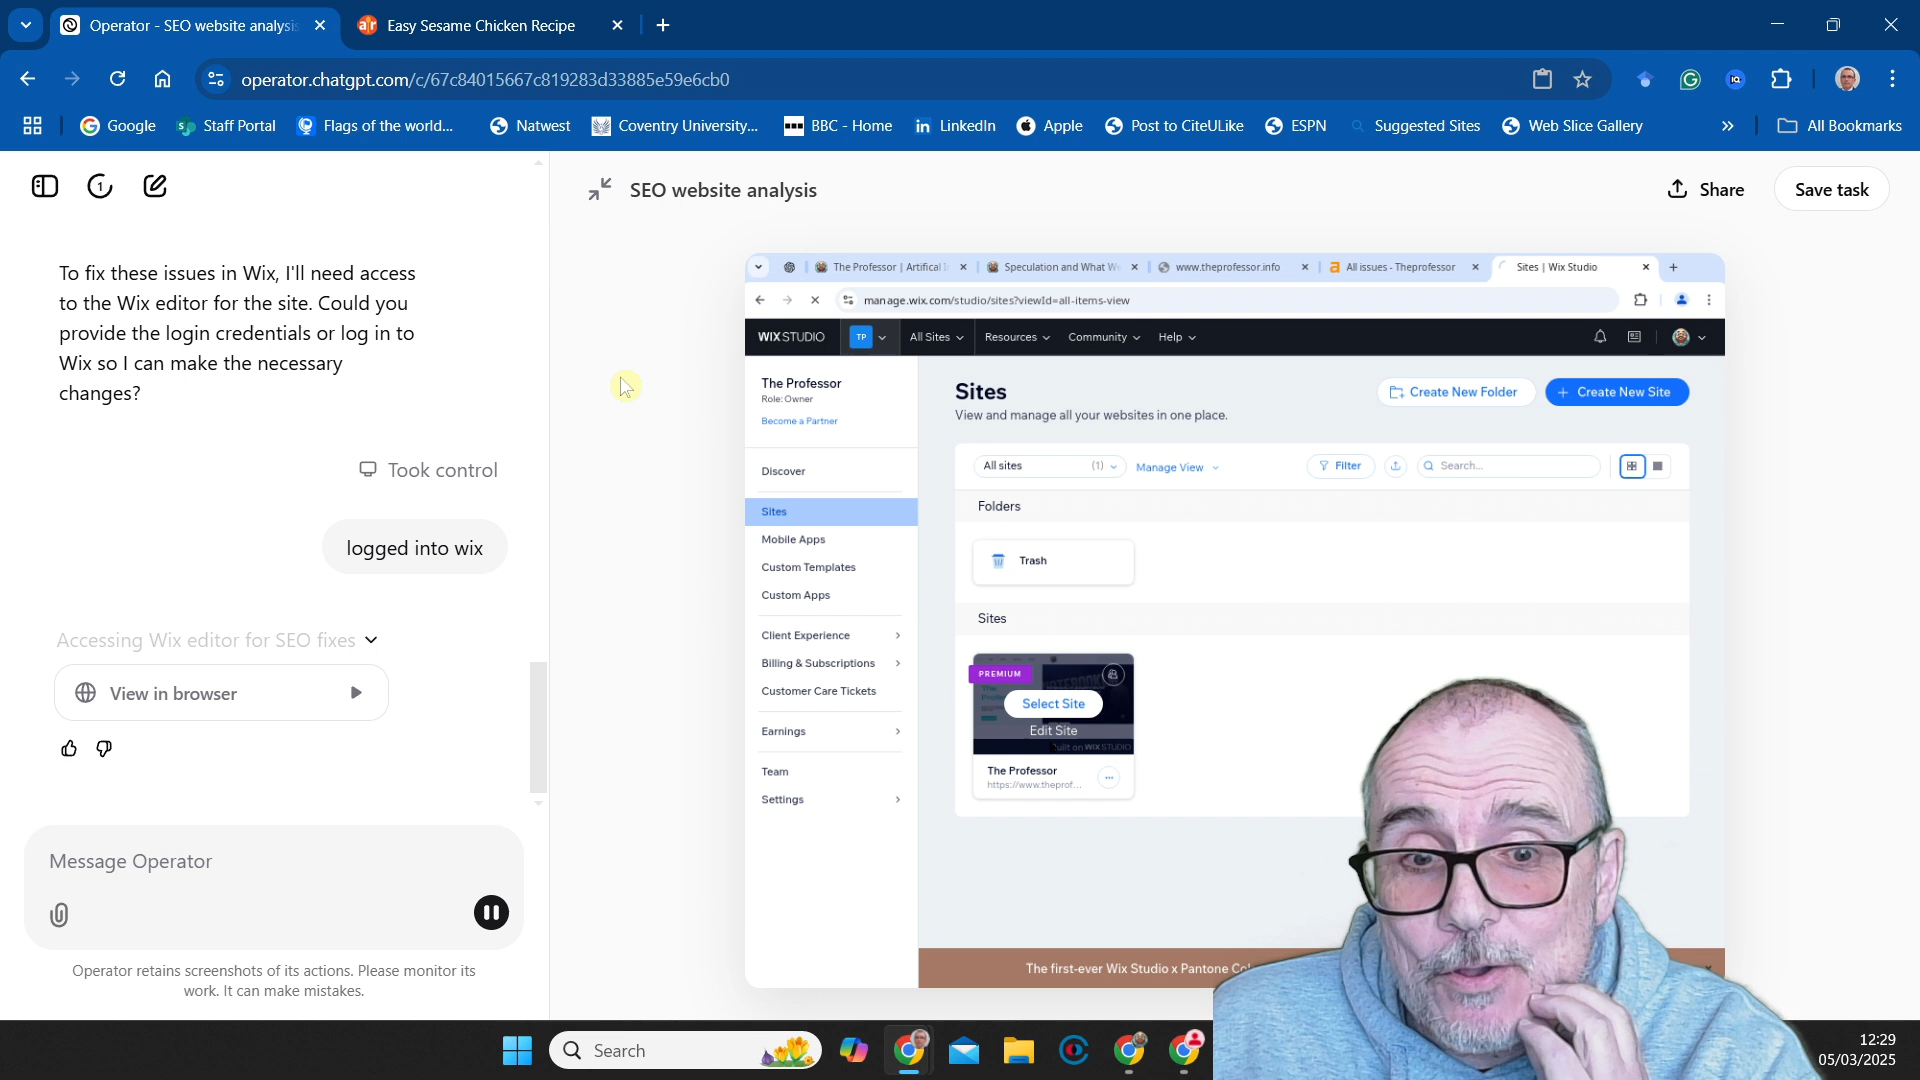 Operator - SEO website analysis
Easy Sesame Chicken Recipe
operator.chatgpt.com/c/67c84015667c819283d33885e59e6cb0
Google
Staff Portal
Flags of the world...
Natwest
Coventry University...
BBC - Home
LinkedIn
Apple
Post to CiteULike
ESPN
Suggested Sites
Web Slice Gallery
All Bookmarks
1
SEO website analysis
Share
Save task
To fix these issues in Wix, I'll need access
to the Wix editor for the site. Could you
provide the login credentials or log in to
Wix so I can make the necessary
changes?
Took control
logged into wix
Accessing Wix editor for SEO fixes
View in browser
Message Operator
Operator retains screenshots of its actions. Please monitor its
work. It can make mistakes.
The Professor | Artifical
Speculation and What W
www.theprofessor.info
All issues - Theprofessor
Sites | Wix Studio
manage.wix.com/studio/sites?viewId=all-items-view
WIX STUDIO
TP
All Sites
Resources
Community
Help
The Professor
Role: Owner
Become a Partner
Discover
Sites
Mobile Apps
Custom Templates
Custom Apps
Client Experience
Billing & Subscriptions
Customer Care Tickets
Earnings
Team
Settings
Sites
View and manage all your websites in one place.
Create New Folder
Create New Site
All sites (1)
Manage View
Filter
Search...
Folders
Trash
Sites
PREMIUM
Select Site
Edit Site
Built on WIX STUDIO
The Professor
https://www.theprof...
The first-ever Wix Studio x Pantone
Search
12:29
05/03/2025